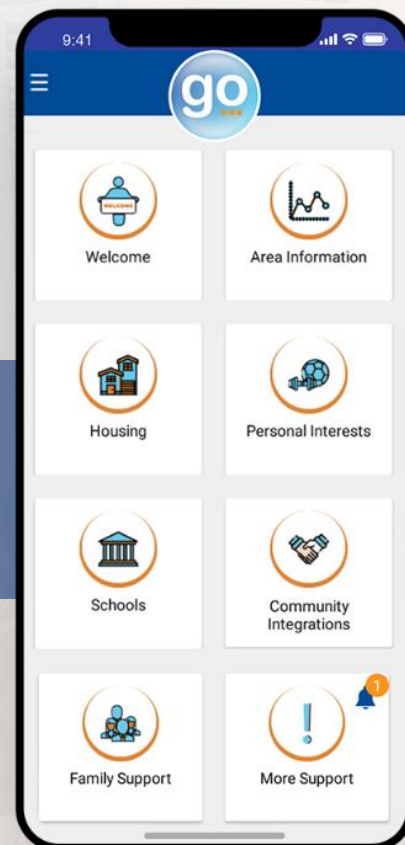 9:41
go
WELCOME
Welcome
Area Information
Housing
Personal Interests
Schools
Community
Integrations
1
Family Support
More Support